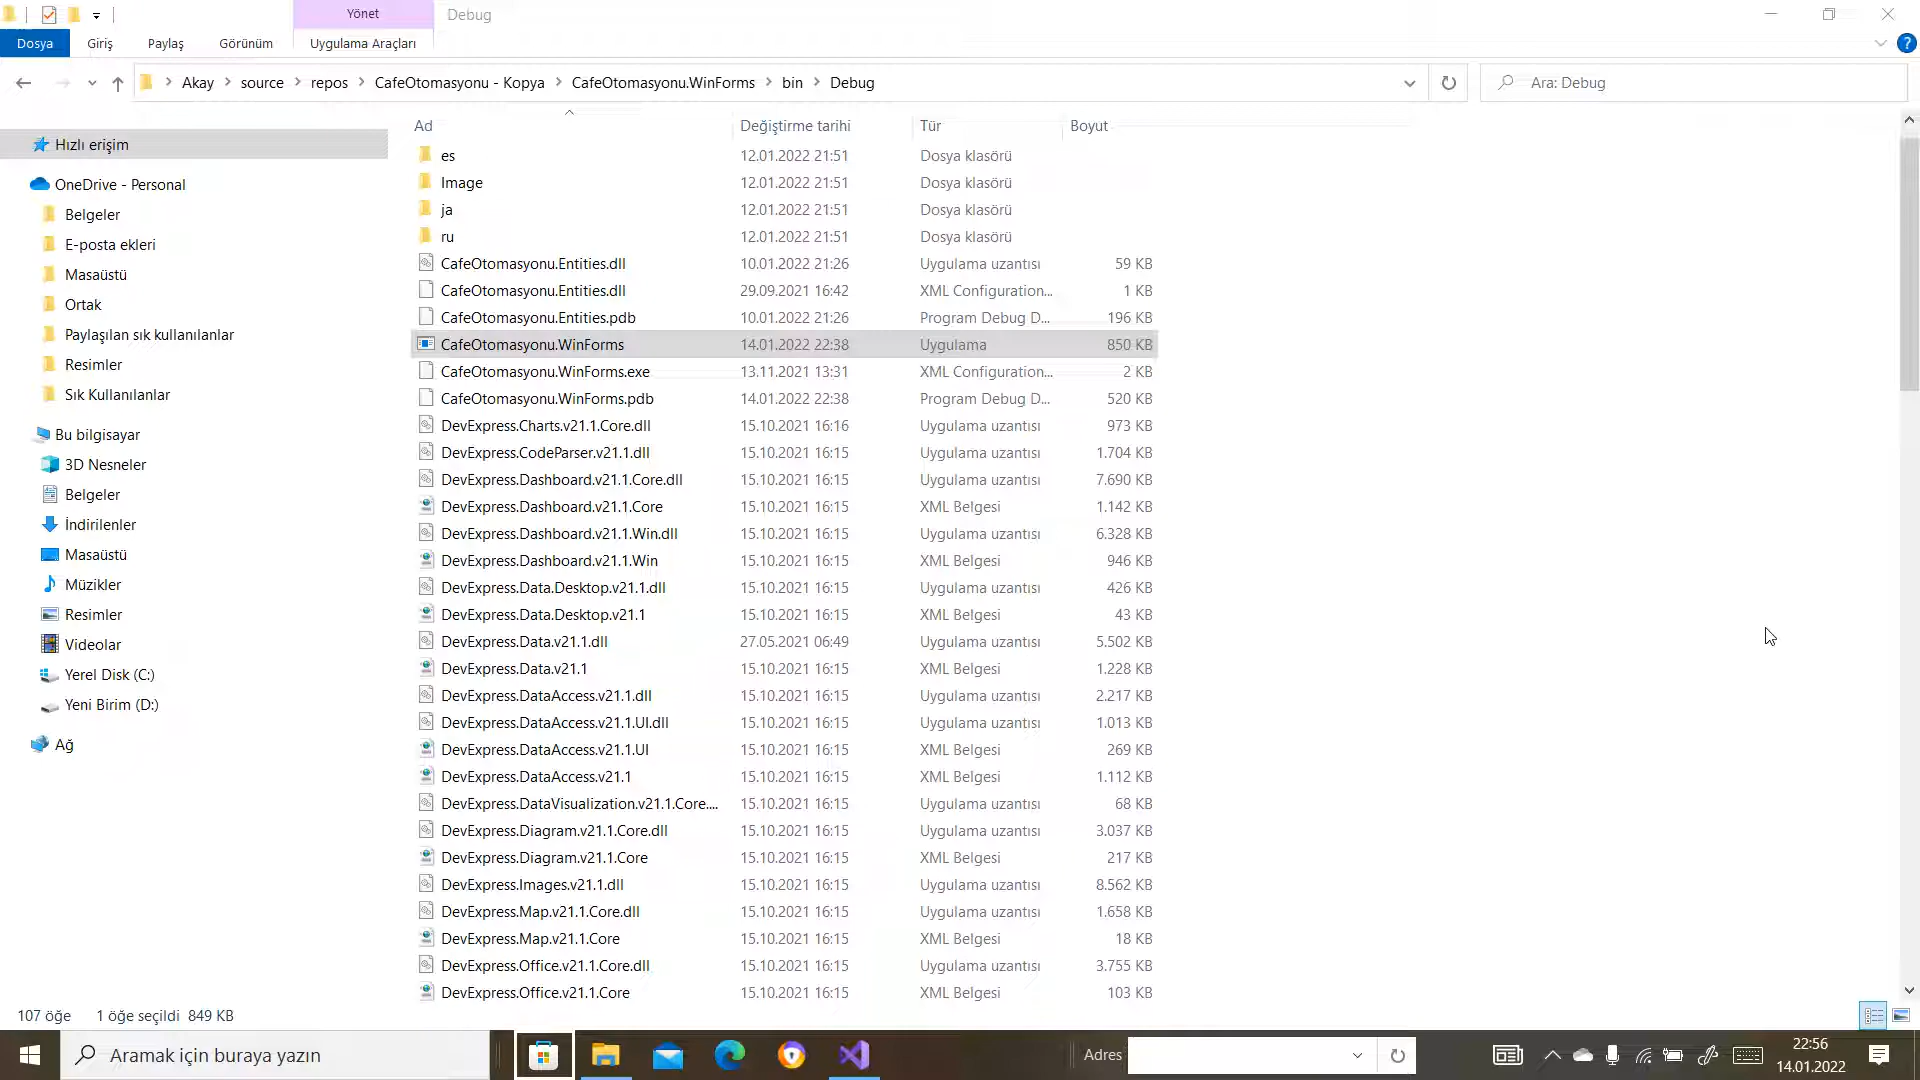 Yönet
Debug
Dosya
Giriş
Paylaş
Görünüm
Uygulama Araçları
Akay
source
repos
CafeOtomasyonu - Kopya
CafeOtomasyonu.WinForms
bin
Debug
Ara: Debug
Ad Değiştirme tarihi Tür Boyut
Hızlı erişim
OneDrive - Personal
Belgeler
E-posta ekleri
Masaüstü
Ortak
Paylaşılan sık kullanılanlar
Resimler
Sık Kullanılanlar
Bu bilgisayar
3D Nesneler
Belgeler
İndirilenler
Masaüstü
Müzikler
Resimler
Videolar
Yerel Disk (C:)
Yeni Birim (D:)
Ağ
es 12.01.2022 21:51 Dosya klasörü
Image 12.01.2022 21:51 Dosya klasörü
ja 12.01.2022 21:51 Dosya klasörü
ru 12.01.2022 21:51 Dosya klasörü
CafeOtomasyonu.Entities.dll 10.01.2022 21:26 Uygulama uzantısı 59 KB
CafeOtomasyonu.Entities.dll 29.09.2021 16:42 XML Configuration... 1 KB
CafeOtomasyonu.Entities.pdb 10.01.2022 21:26 Program Debug D... 196 KB
CafeOtomasyonu.WinForms 14.01.2022 22:38 Uygulama 850 KB
CafeOtomasyonu.WinForms.exe 13.11.2021 13:31 XML Configuration... 2 KB
CafeOtomasyonu.WinForms.pdb 14.01.2022 22:38 Program Debug D... 520 KB
DevExpress.Charts.v21.1.Core.dll 15.10.2021 16:16 Uygulama uzantısı 973 KB
DevExpress.CodeParser.v21.1.dll 15.10.2021 16:15 Uygulama uzantısı 1.704 KB
DevExpress.Dashboard.v21.1.Core.dll 15.10.2021 16:15 Uygulama uzantısı 7.690 KB
DevExpress.Dashboard.v21.1.Core 15.10.2021 16:15 XML Belgesi 1.142 KB
DevExpress.Dashboard.v21.1.Win.dll 15.10.2021 16:15 Uygulama uzantısı 6.328 KB
DevExpress.Dashboard.v21.1.Win 15.10.2021 16:15 XML Belgesi 946 KB
DevExpress.Data.Desktop.v21.1.dll 15.10.2021 16:15 Uygulama uzantısı 426 KB
DevExpress.Data.Desktop.v21.1 15.10.2021 16:15 XML Belgesi 43 KB
DevExpress.Data.v21.1.dll 27.05.2021 06:49 Uygulama uzantısı 5.502 KB
DevExpress.Data.v21.1 15.10.2021 16:15 XML Belgesi 1.228 KB
DevExpress.DataAccess.v21.1.dll 15.10.2021 16:15 Uygulama uzantısı 2.217 KB
DevExpress.DataAccess.v21.1.UI.dll 15.10.2021 16:15 Uygulama uzantısı 1.013 KB
DevExpress.DataAccess.v21.1.UI 15.10.2021 16:15 XML Belgesi 269 KB
DevExpress.DataAccess.v21.1 15.10.2021 16:15 XML Belgesi 1.112 KB
DevExpress.DataVisualization.v21.1.Core.... 15.10.2021 16:15 Uygulama uzantısı 68 KB
DevExpress.Diagram.v21.1.Core.dll 15.10.2021 16:15 Uygulama uzantısı 3.037 KB
DevExpress.Diagram.v21.1.Core 15.10.2021 16:15 XML Belgesi 217 KB
DevExpress.Images.v21.1.dll 15.10.2021 16:15 Uygulama uzantısı 8.562 KB
DevExpress.Map.v21.1.Core.dll 15.10.2021 16:15 Uygulama uzantısı 1.658 KB
DevExpress.Map.v21.1.Core 15.10.2021 16:15 XML Belgesi 18 KB
DevExpress.Office.v21.1.Core.dll 15.10.2021 16:15 Uygulama uzantısı 3.755 KB
DevExpress.Office.v21.1.Core 15.10.2021 16:15 XML Belgesi 103 KB
107 öğe 1 öğe seçildi 849 KB
Aramak için buraya yazın
Adres
22:56
14.01.2022